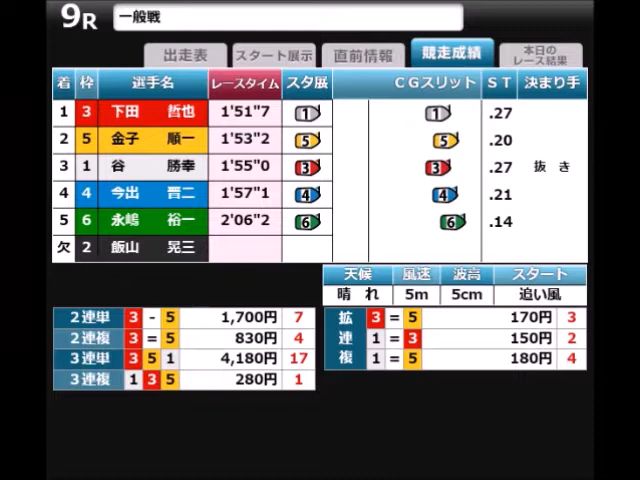 9R 一般戦
出走表 スタート展示 直前情報 競走成績 本日のレース結果
着 枠 選手名 レースタイム スタ展 CGスリット ST 決まり手
1 3 下田 哲也 1'51"7 1 1 .27
2 5 金子 順一 1'53"2 5 5 .20
3 1 谷 勝幸 1'55"0 3 3 .27 抜き
4 4 今出 晋二 1'57"1 4 4 .21
5 6 永嶋 裕一 2'06"2 6 6 .14
欠 2 飯山 晃三
天候 風速 波高 スタート
晴れ 5m 5cm 追い風
2連単 3 - 5 1,700円 7
2連複 3 = 5 830円 4
3連単 3 5 1 4,180円 17
3連複 1 3 5 280円 1
拡 3 = 5 170円 3
連 1 = 3 150円 2
複 1 = 5 180円 4